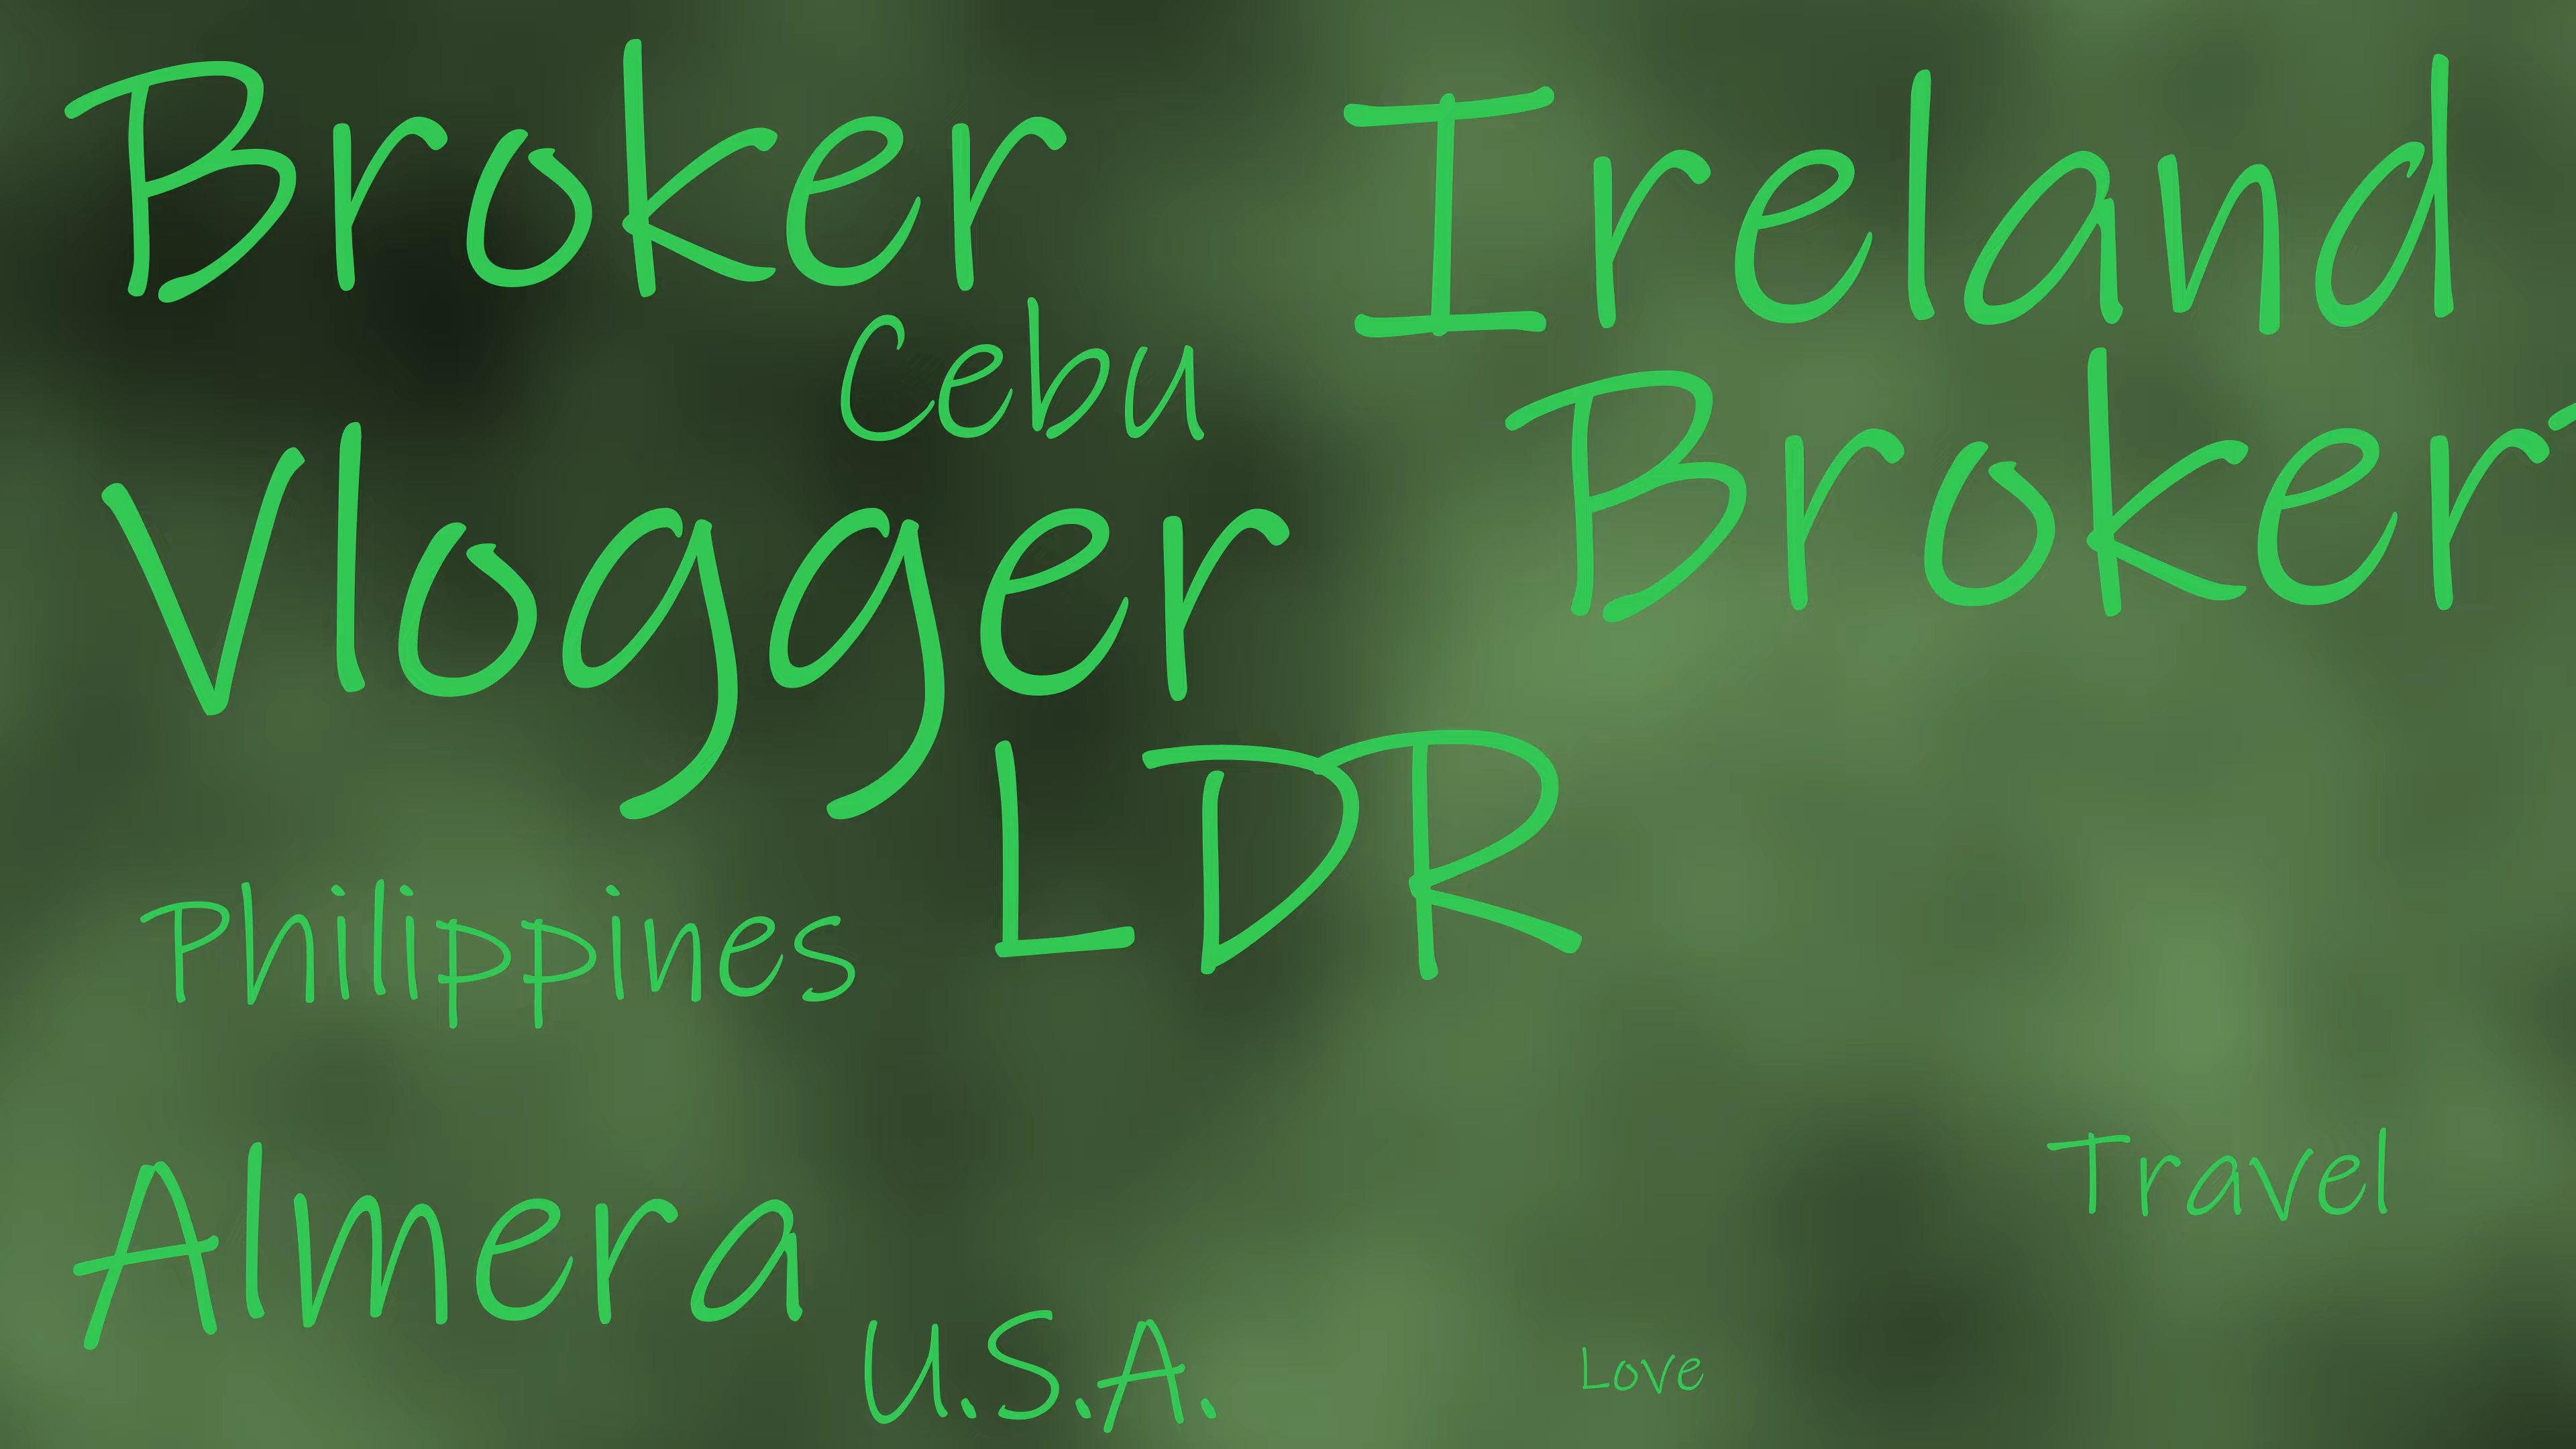 Broker
Ireland
Cebu
Broker
Vlogger
LDR
Philippines
Almera
Travel
U.S.A.
Love